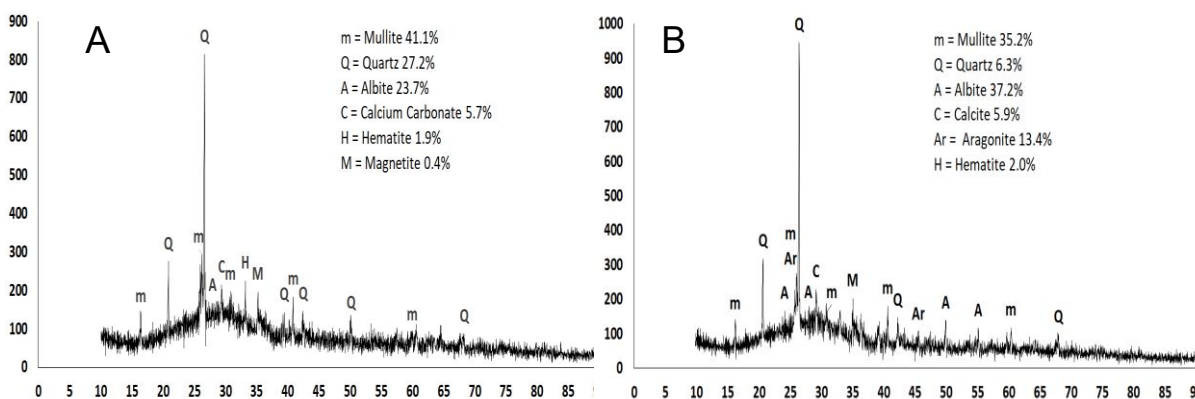 A
m = Mullite 41.1%
Q = Quartz 27.2%
A = Albite 23.7%
C = Calcium Carbonate 5.7%
H = Hematite 1.9%
M = Magnetite 0.4%
900
800
700
600
500
400
300
200
100
0
Q
Q
m
m
A
C
m
H
M
Q
m
Q
Q
m
Q
0 5 10 15 20 25 30 35 40 45 50 55 60 65 70 75 80 85
B
m = Mullite 35.2%
Q = Quartz 6.3%
A = Albite 37.2%
C = Calcite 5.9%
Ar = Aragonite 13.4%
H = Hematite 2.0%
1000
900
800
700
600
500
400
300
200
100
0
Q
Q
m
Ar
A
m
A
C
m
M
m
Q
Ar
A
A
m
Q
0 5 10 15 20 25 30 35 40 45 50 55 60 65 70 75 80 85